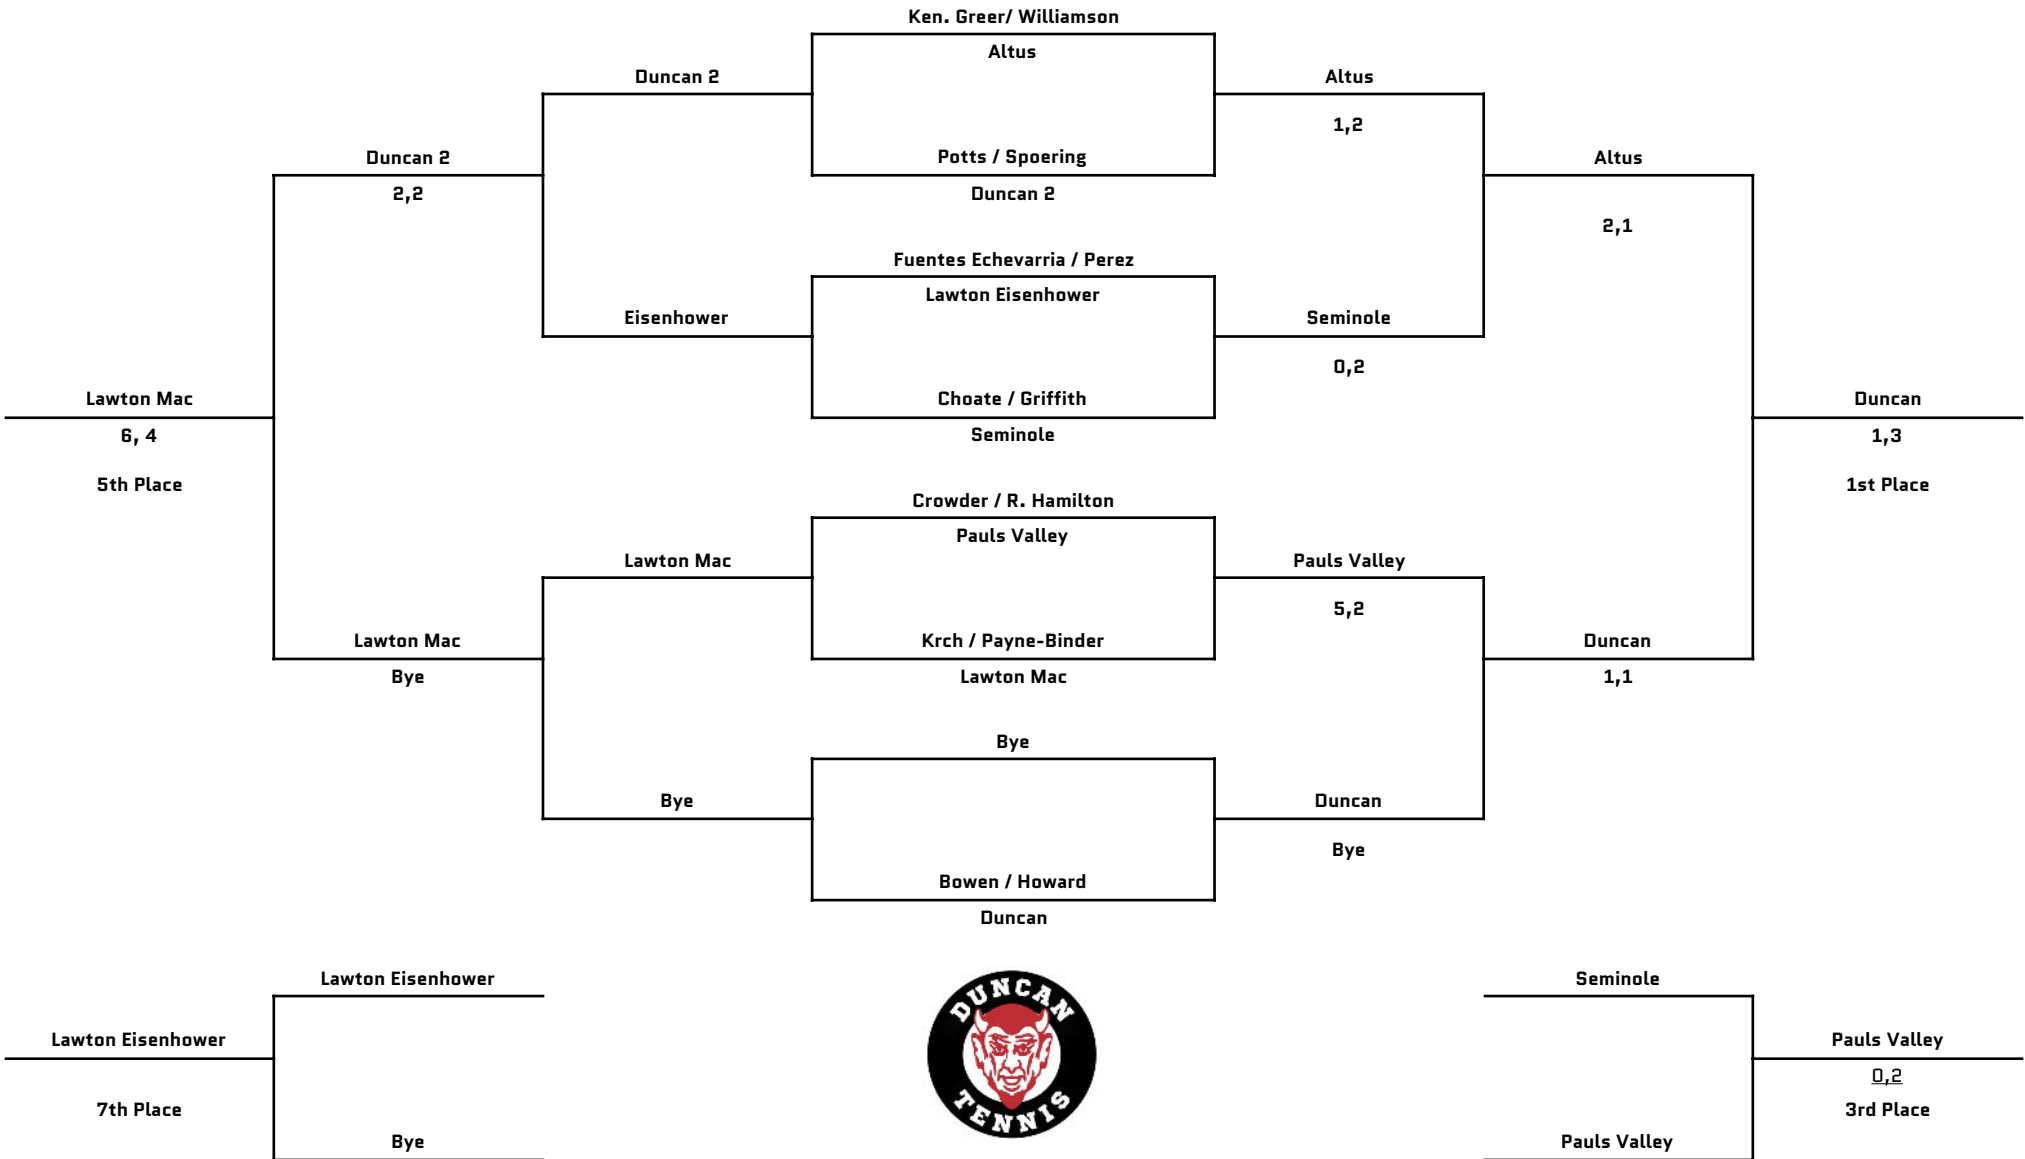 Ken. Greer/ Williamson
Altus
Duncan 2
Altus
1,2
Duncan 2
Potts / Spoering
Altus
2,2
Duncan 2
2,1
Fuentes Echevarria / Perez
Lawton Eisenhower
Eisenhower
Seminole
0,2
Lawton Mac
Choate / Griffith
Duncan
6, 4
Seminole
1,3
5th Place
1st Place
Crowder / R. Hamilton
Pauls Valley
Lawton Mac
Pauls Valley
5,2
Lawton Mac
Krch / Payne-Binder
Duncan
Bye
Lawton Mac
1,1
Bye
Bye
Duncan
Bye
Bowen / Howard
Duncan
Lawton Eisenhower
Seminole
DUNCAN
TENNIS
Lawton Eisenhower
Pauls Valley
0,2
7th Place
3rd Place
Bye
Pauls Valley